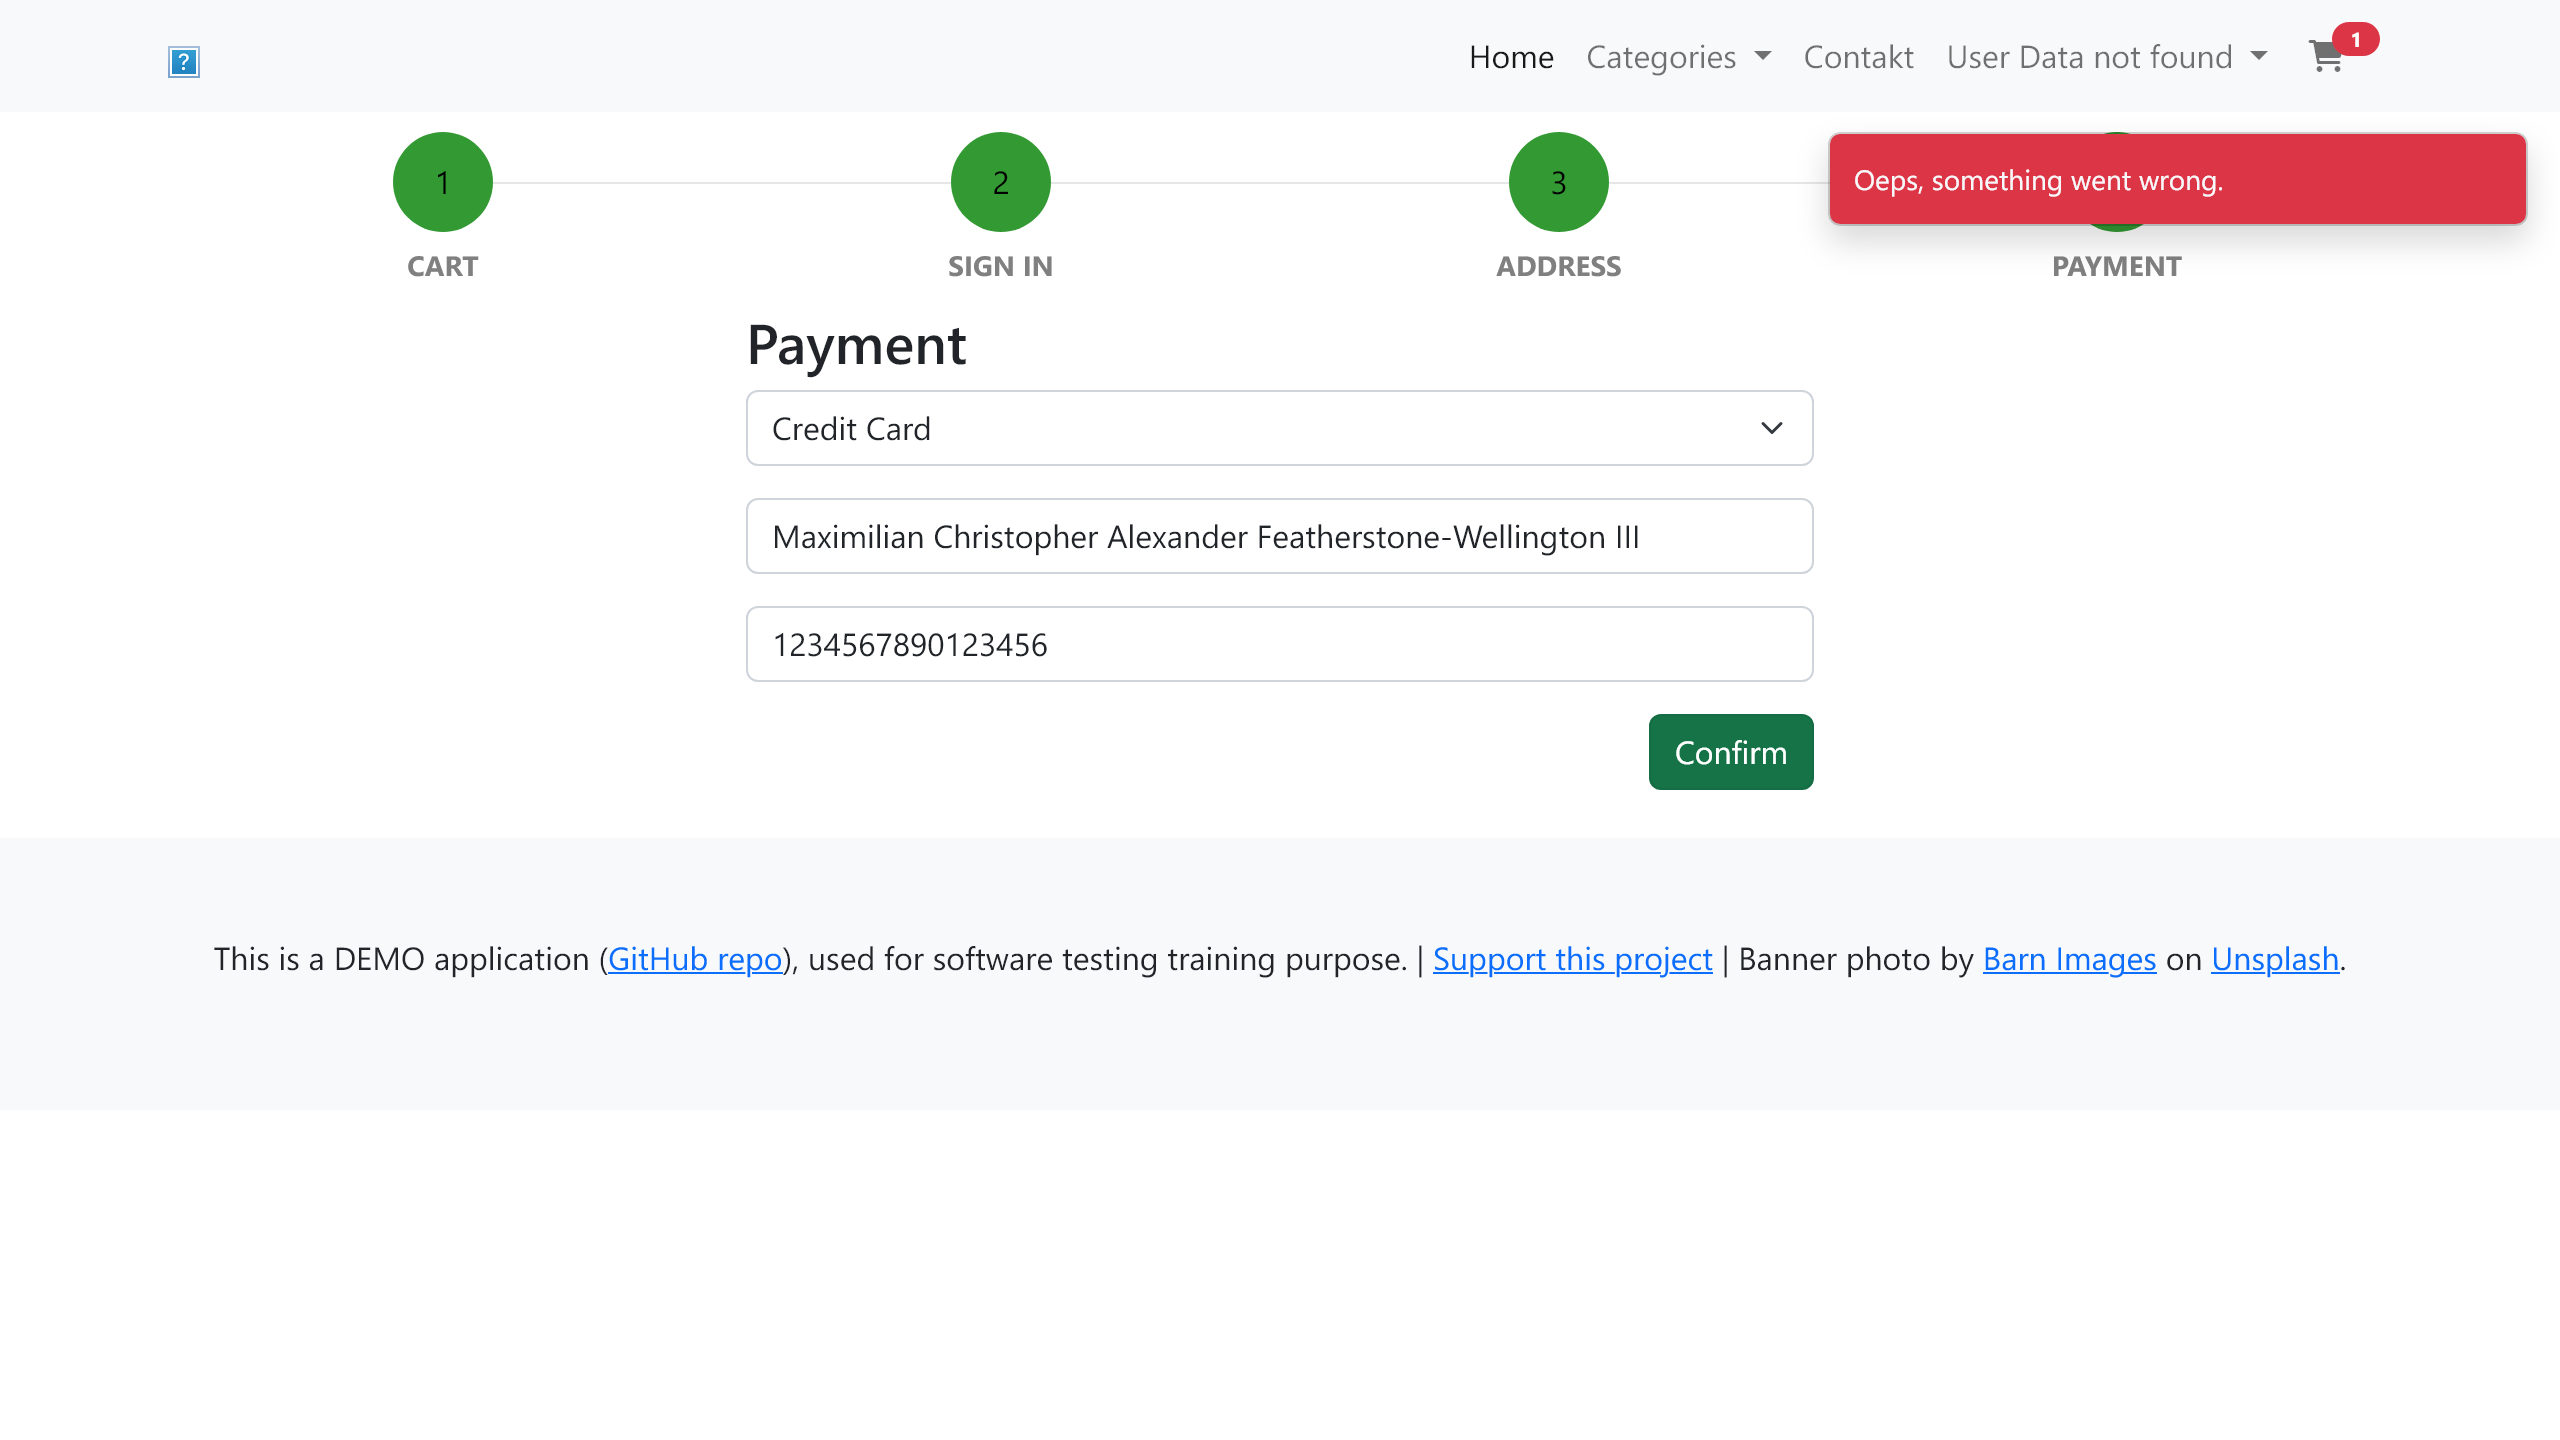 ?
Home Categories Contakt User Data not found 1
Oeps, something went wrong.
1 2 3
CART SIGN IN ADDRESS PAYMENT
Payment
Credit Card
Maximilian Christopher Alexander Featherstone-Wellington III
1234567890123456
Confirm
This is a DEMO application (GitHub repo), used for software testing training purpose. | Support this project | Banner photo by Barn Images on Unsplash.